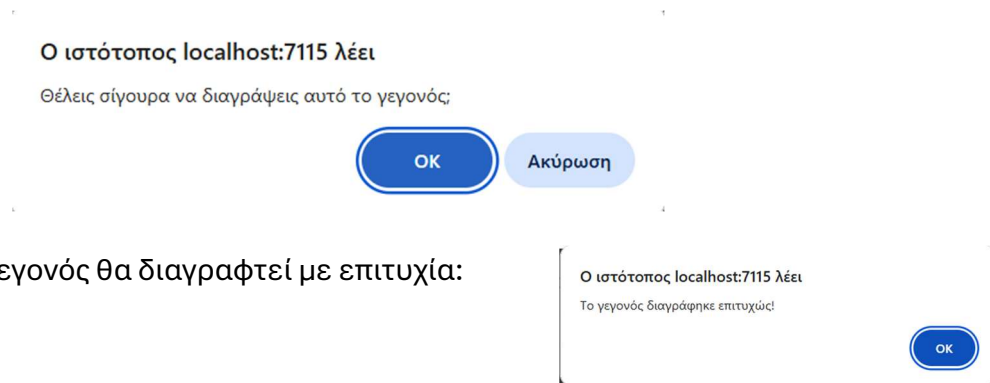 Ο ιστότοπος localhost:7115 λέει
Θέλεις σίγουρα να διαγράψεις αυτό το γεγονός;
OK Ακύρωση
εγονός θα διαγραφτεί με επιτυχία:
Ο ιστότοπος localhost:7115 λέει
Το γεγονός διαγράφηκε επιτυχώς!
OK